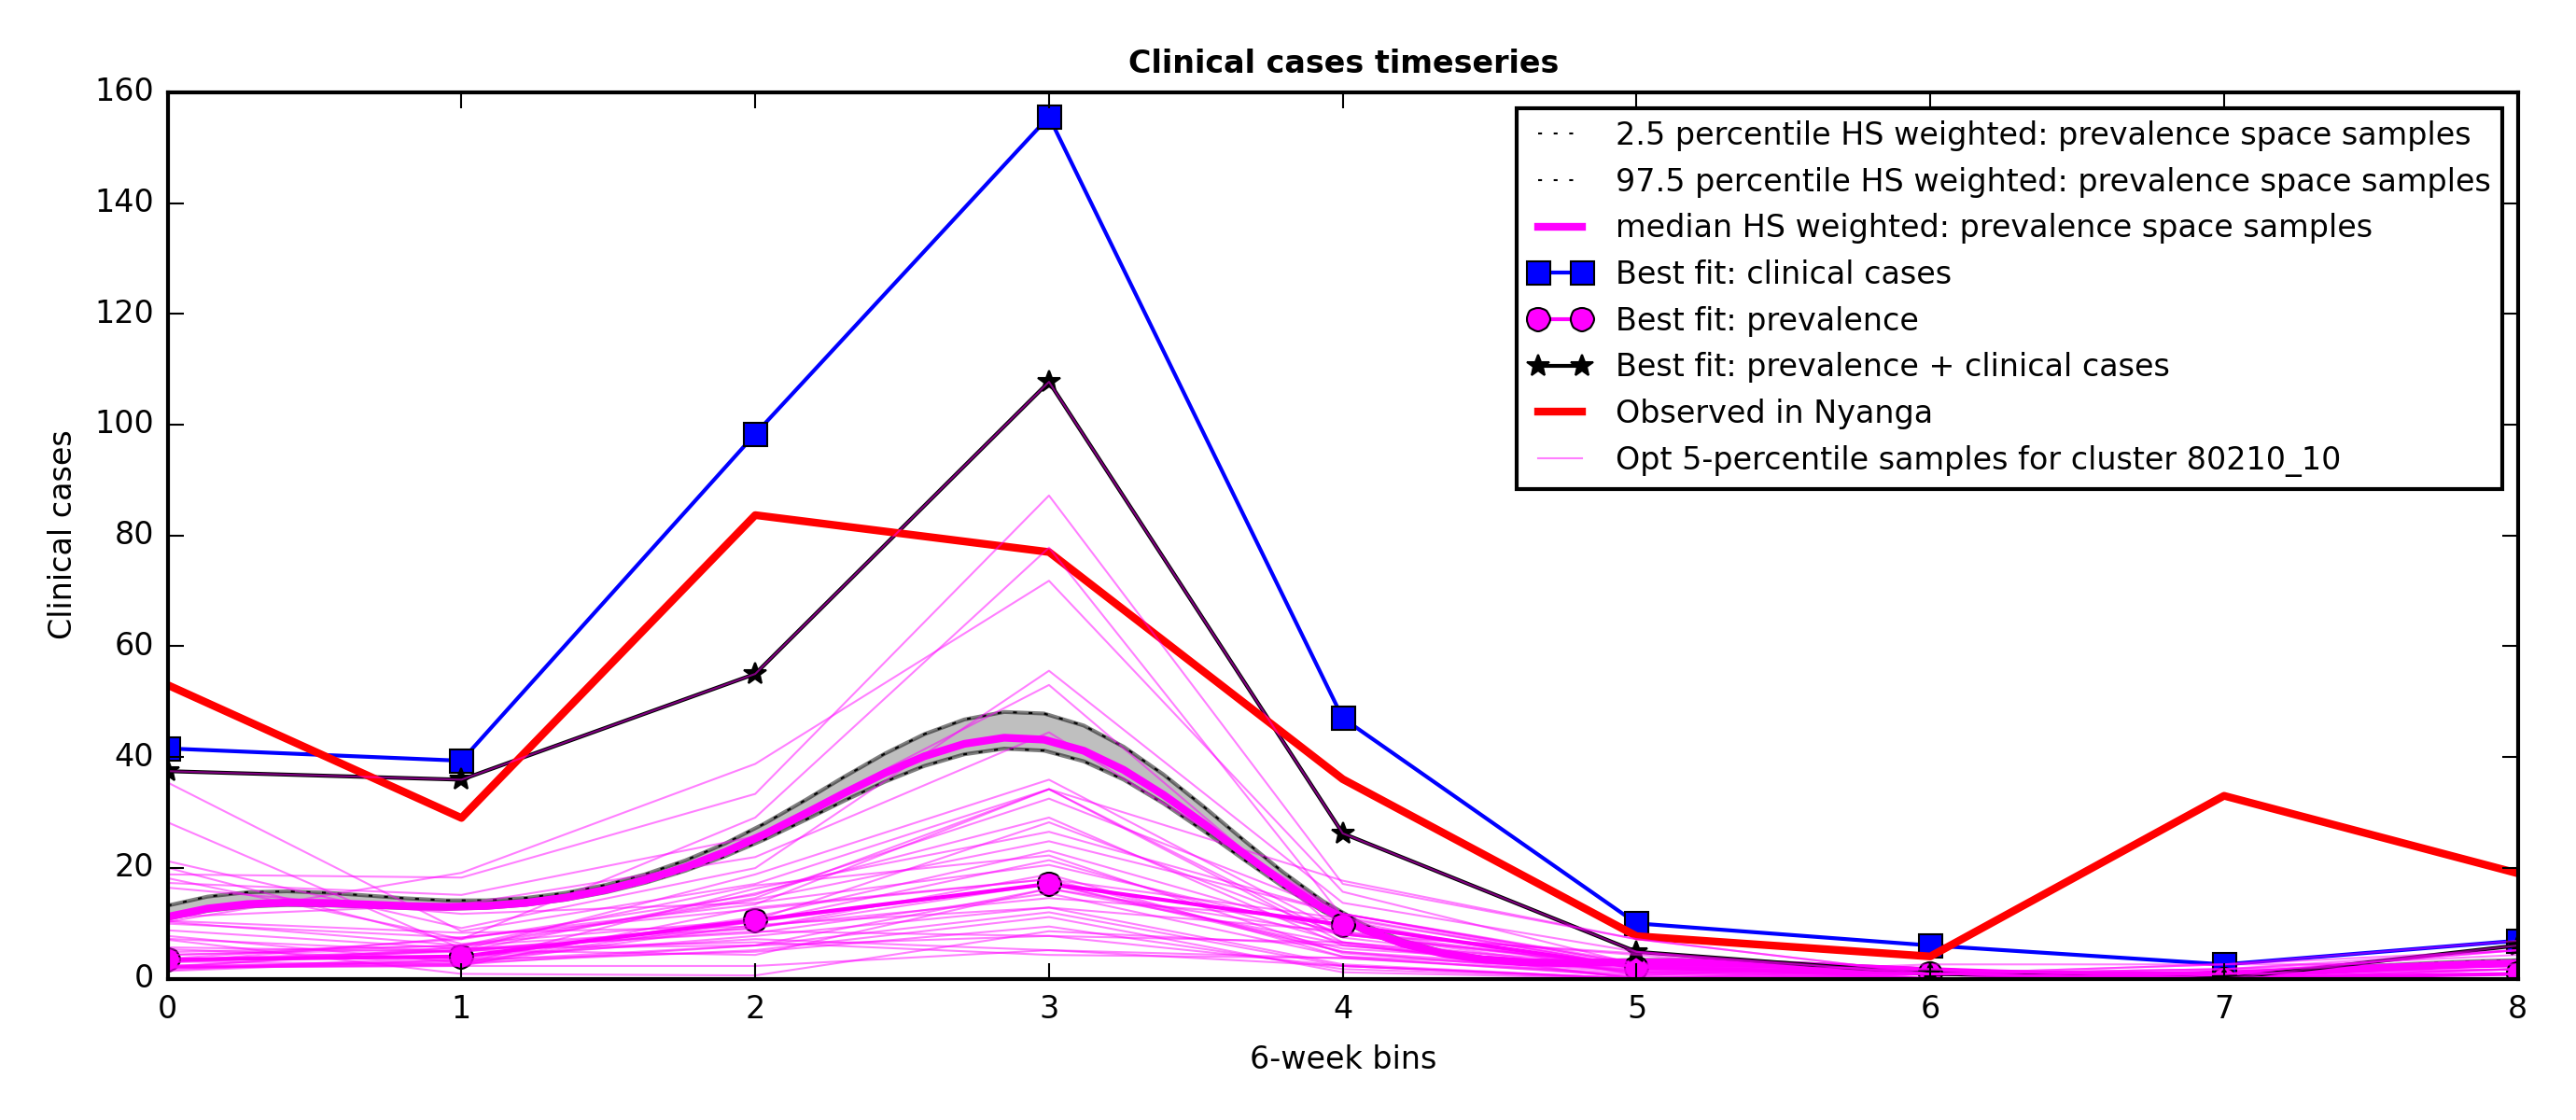 Clinical cases timeseries
160
140
120
100
80
60
40
20
0
Clinical cases
2.5 percentile HS weighted: prevalence space samples
97.5 percentile HS weighted: prevalence space samples
median HS weighted: prevalence space samples
Best fit: clinical cases
Best fit: prevalence
Best fit: prevalence + clinical cases
Observed in Nyanga
Opt 5-percentile samples for cluster 80210_10
0 1 2 3 4 5 6 7 8
6-week bins